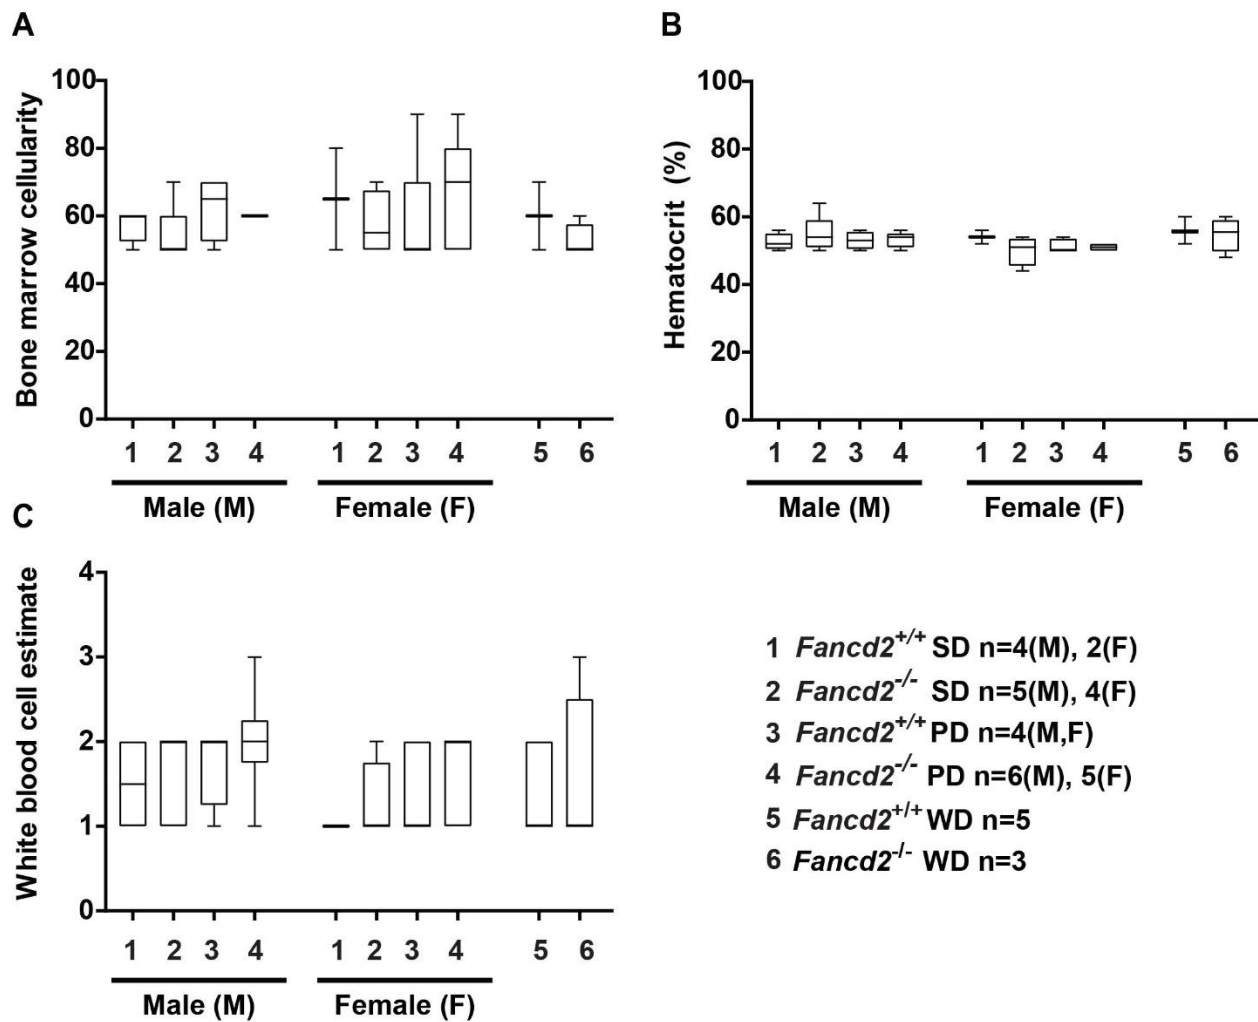 A
Bone marrow cellularity
100
80
60
40
20
0
1 2 3 4 1 2 3 4 5 6
Male (M) Female (F)
B
Hematocrit (%)
100
80
60
40
20
0
1 2 3 4 1 2 3 4 5 6
Male (M) Female (F)
C
White blood cell estimate
4
3
2
1
0
1 2 3 4 1 2 3 4 5 6
Male (M) Female (F)
1 Fancd2+/+ SD n=4(M), 2(F)
2 Fancd2-/- SD n=5(M), 4(F)
3 Fancd2+/+ PD n=4(M,F)
4 Fancd2-/- PD n=6(M), 5(F)
5 Fancd2+/+ WD n=5
6 Fancd2-/- WD n=3